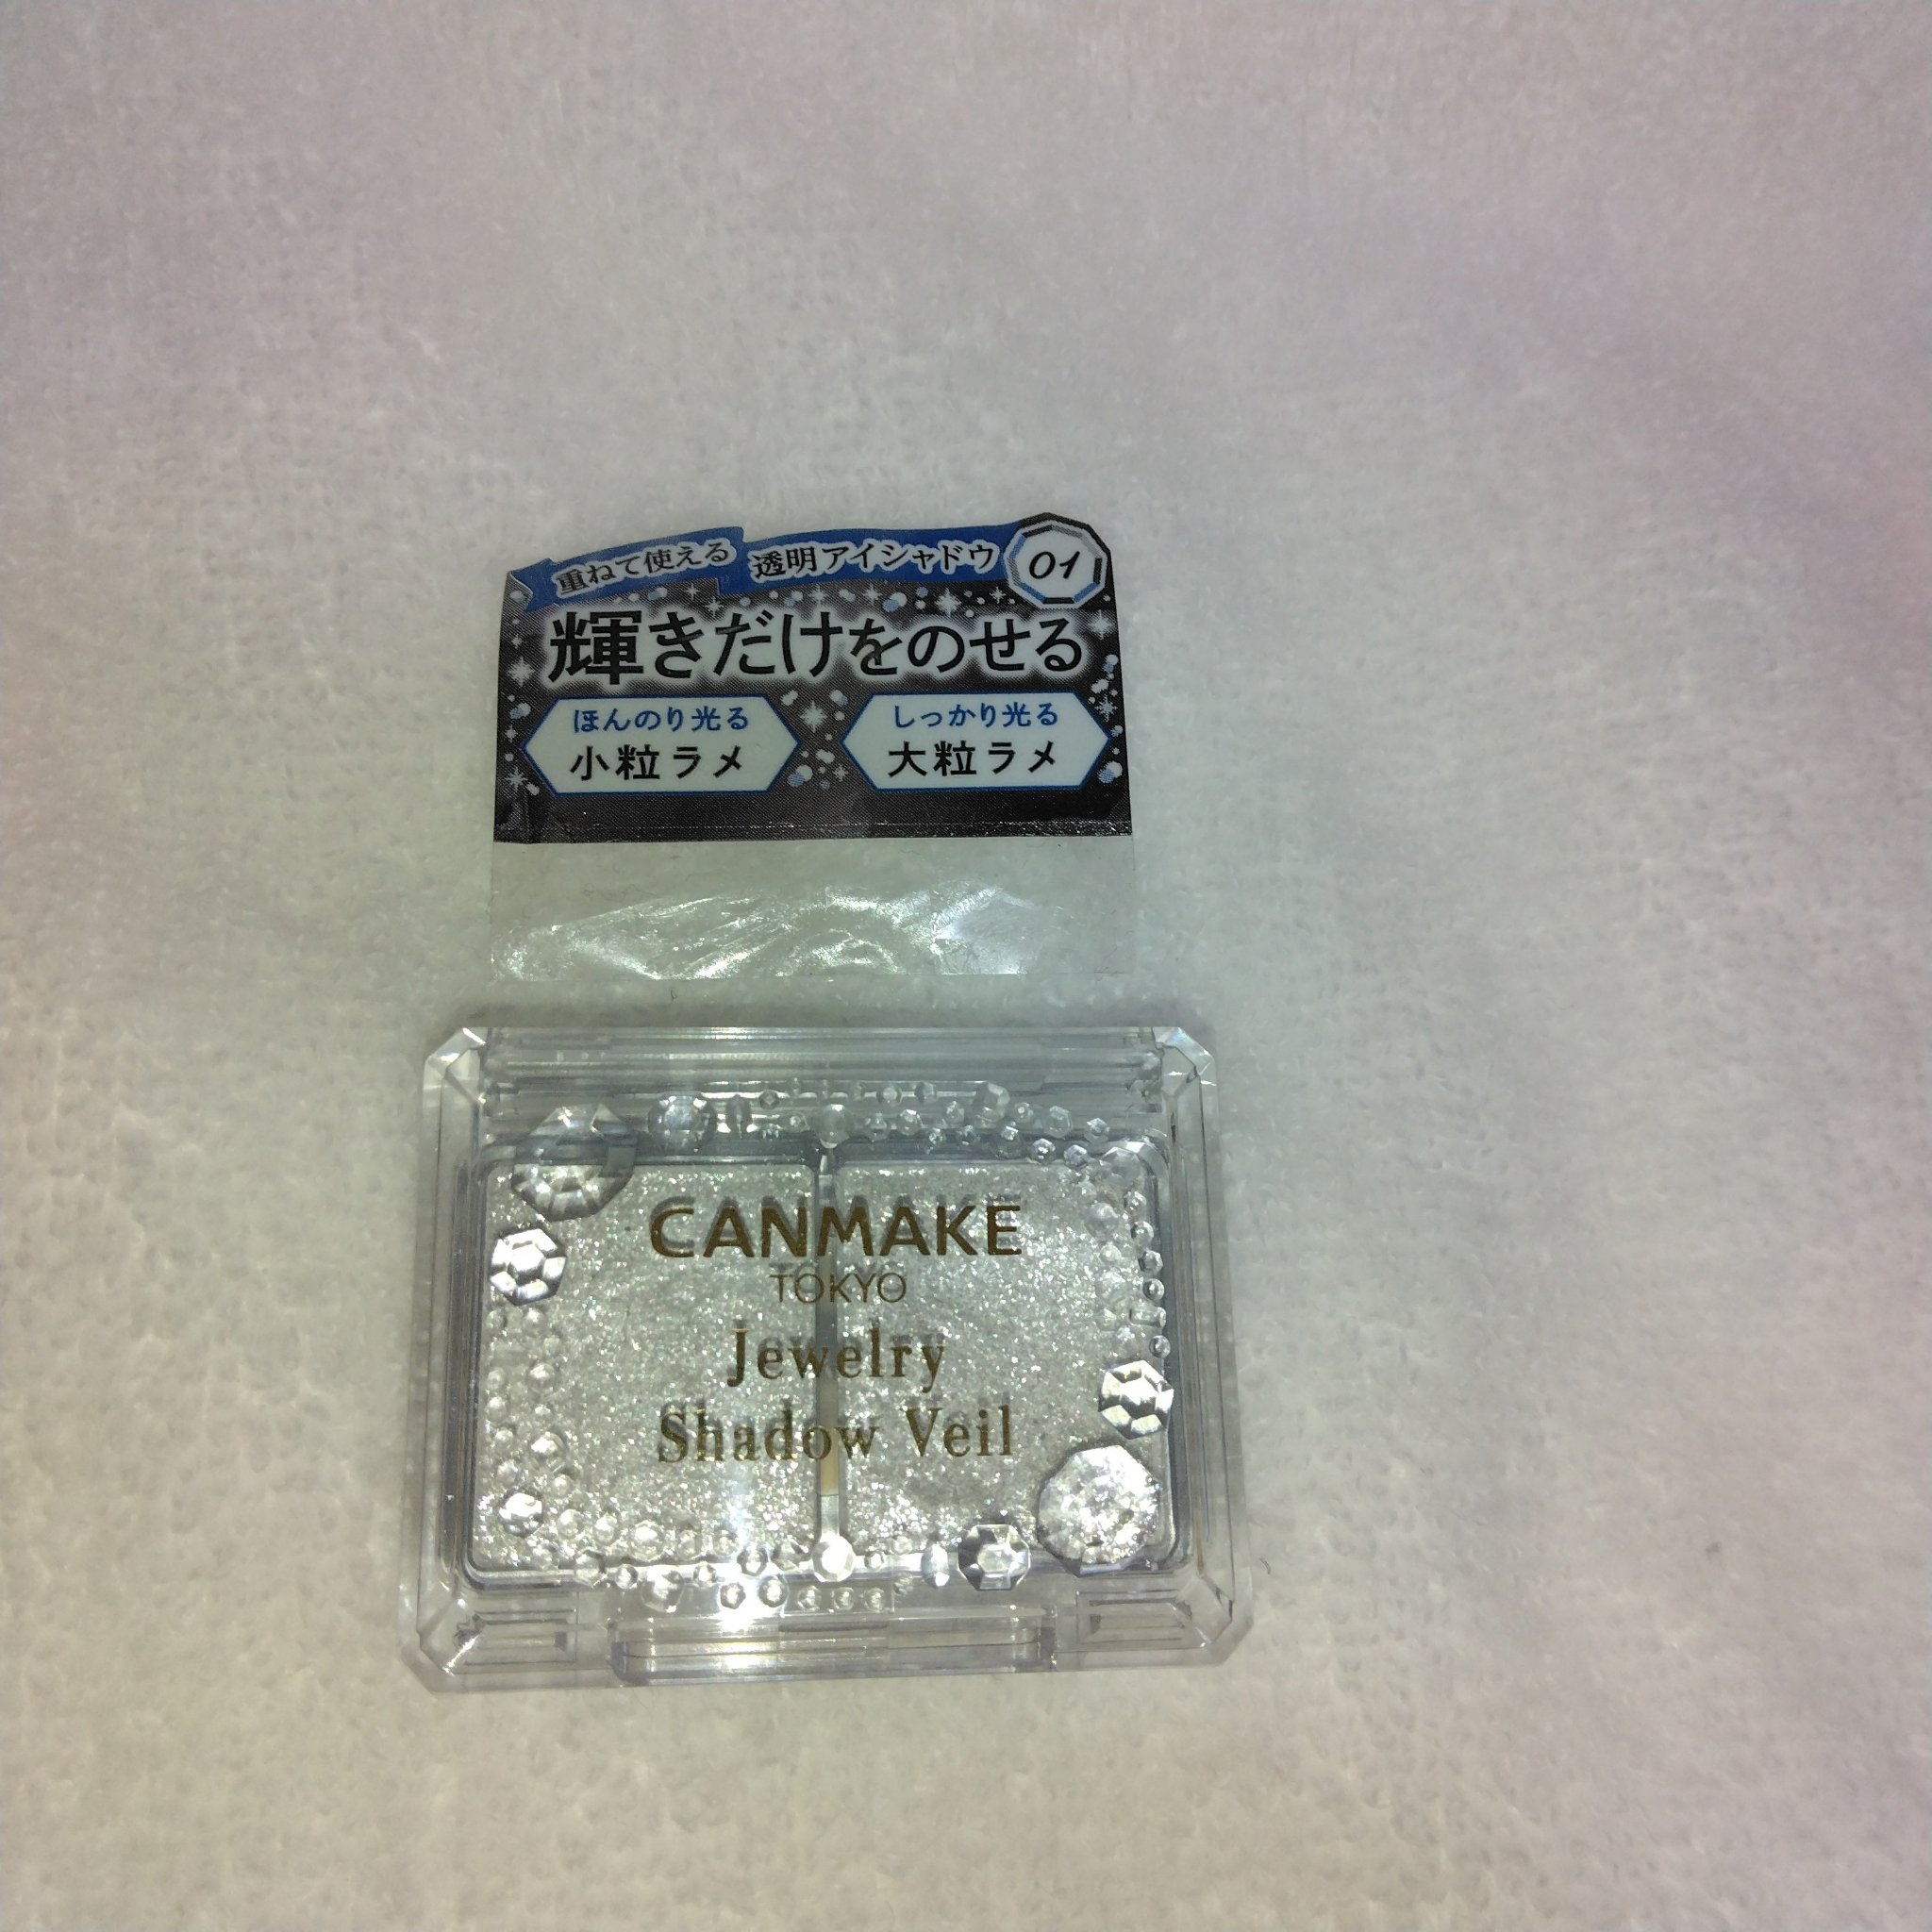 重ねて使える 透明アイシャドウ 01
輝きだけをのせる
ほんのり光る
小粒ラメ
しっかり光る
大粒ラメ
CANMAKE
TOKYO
Jewelry
Shadow Veil